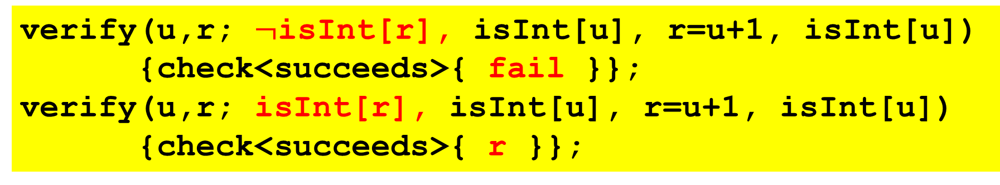 verify(u,r; ¬isInt[r], isInt[u], r=u+1, isInt[u])
{check<succeeds>{ fail }};
verify(u,r; isInt[r], isInt[u], r=u+1, isInt[u])
{check<succeeds>{ r }};